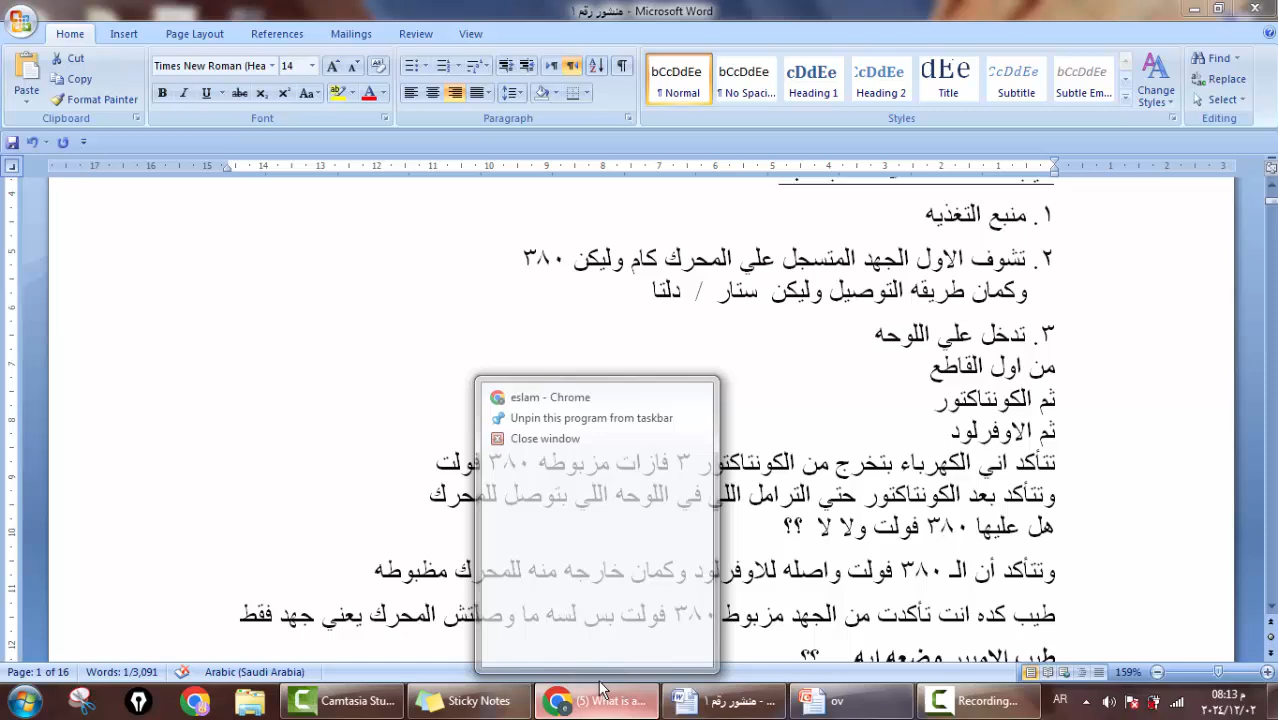 منشور رقم ١ - Microsoft Word
Home Insert Page Layout References Mailings Review View
Paste
Cut
Copy
Format Painter
Clipboard
Times New Roman (Hea 14
Font
Paragraph
¶ Normal
¶ No Spaci...
Heading 1
Heading 2
Title
Subtitle
Subtle Em...
Styles
Change Styles
Find
Replace
Select
Editing
١. منبع التغذيه
٢. تشوف الاول الجهد المتسجل علي المحرك كام وليكن ٣٨٠
وكمان طريقه التوصيل وليكن ستار / دلتا
٣. تدخل علي اللوحه
من اول القاطع
ثم الكونتاكتور
ثم الاوفرلود
تتأكد اني الكهرباء بتخرج من الكونتاكتور ٣ فازات مزبوطه ٣٨٠ فولت
وتتأكد بعد الكونتاكتور حتي الترامل اللي في اللوحه اللي بتوصل للمحرك
هل عليها ٣٨٠ فولت ولا لا ؟؟
وتتأكد أن الـ ٣٨٠ فولت واصله للاوفرلود وكمان خارجه منه للمحرك مظبوطه
طيب كده انت تأكدت من الجهد مزبوط ٣٨٠ فولت بس لسه ما وصلتش المحرك يعني جهد فقط
طيب الامبير وضعه ايه ؟؟
eslam - Chrome
Unpin this program from taskbar
Close window
Page: 1 of 16 Words: 1/3,091 Arabic (Saudi Arabia) 159%
Camtasia Stu... Sticky Notes (5) What is a... منشور رقم ١ - ... ov Recording... AR
08:13 م
٢٠٢٤/١٢/٠٢